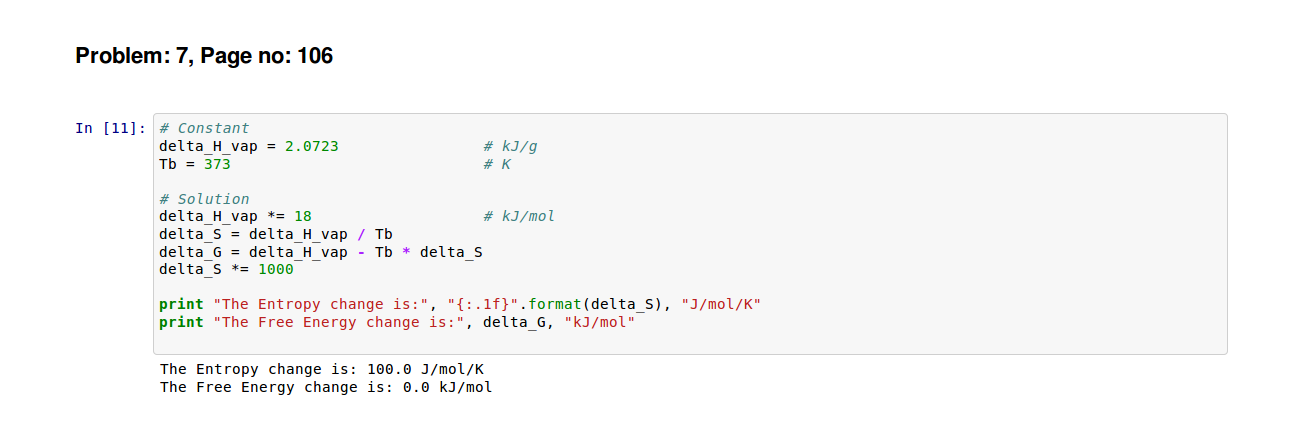 Problem: 7, Page no: 106
In [11]: # Constant
delta_H_vap = 2.0723 # kJ/g
Tb = 373 # K
# Solution
delta_H_vap *= 18 # kJ/mol
delta_S = delta_H_vap / Tb
delta_G = delta_H_vap - Tb * delta_S
delta_S *= 1000
print "The Entropy change is:", "{:.1f}".format(delta_S), "J/mol/K"
print "The Free Energy change is:", delta_G, "kJ/mol"
The Entropy change is: 100.0 J/mol/K
The Free Energy change is: 0.0 kJ/mol